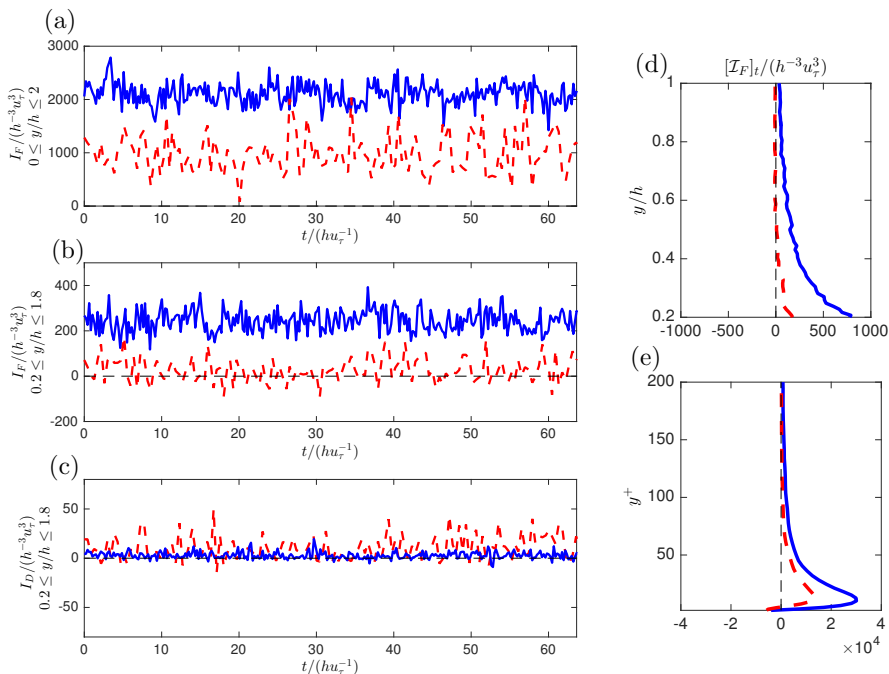 (a)
3000
2000
1000
0
I_F/(h^{-3}u_τ^3)
0 ≤ y/h ≤ 2
0 10 20 30 40 50 60
t/(hu_τ^{-1})
(b)
400
200
0
-200
I_F/(h^{-3}u_τ^3)
0.2 ≤ y/h ≤ 1.8
0 10 20 30 40 50 60
t/(hu_τ^{-1})
(c)
50
0
-50
I_D/(h^{-3}u_τ^3)
0.2 ≤ y/h ≤ 1.8
0 10 20 30 40 50 60
t/(hu_τ^{-1})
(d)
[𝓘_F]_t/(h^{-3}u_τ^3)
1
0.8
0.6
0.4
0.2
y/h
-1000 -500 0 500 1000
(e)
200
150
100
50
y^+
-4 -2 0 2 4
×10^4